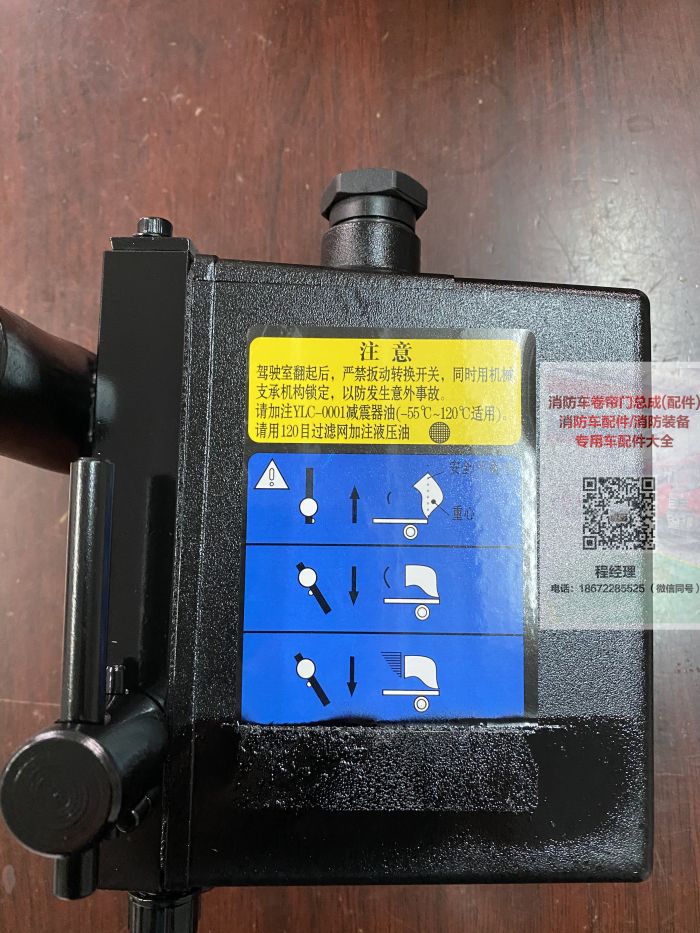 注意
驾驶室翻起后，严禁扳动转换开关，同时用机械
支承机构锁定，以防发生意外事故。
请加注YLC-0001减震器油(-55℃~120℃适用)。
请用120目过滤网加注液压油
安全
重心
消防车卷帘门总成(配件)
消防车配件/消防装备
专用车配件大全
程经理
电话：18672285525（微信同号）